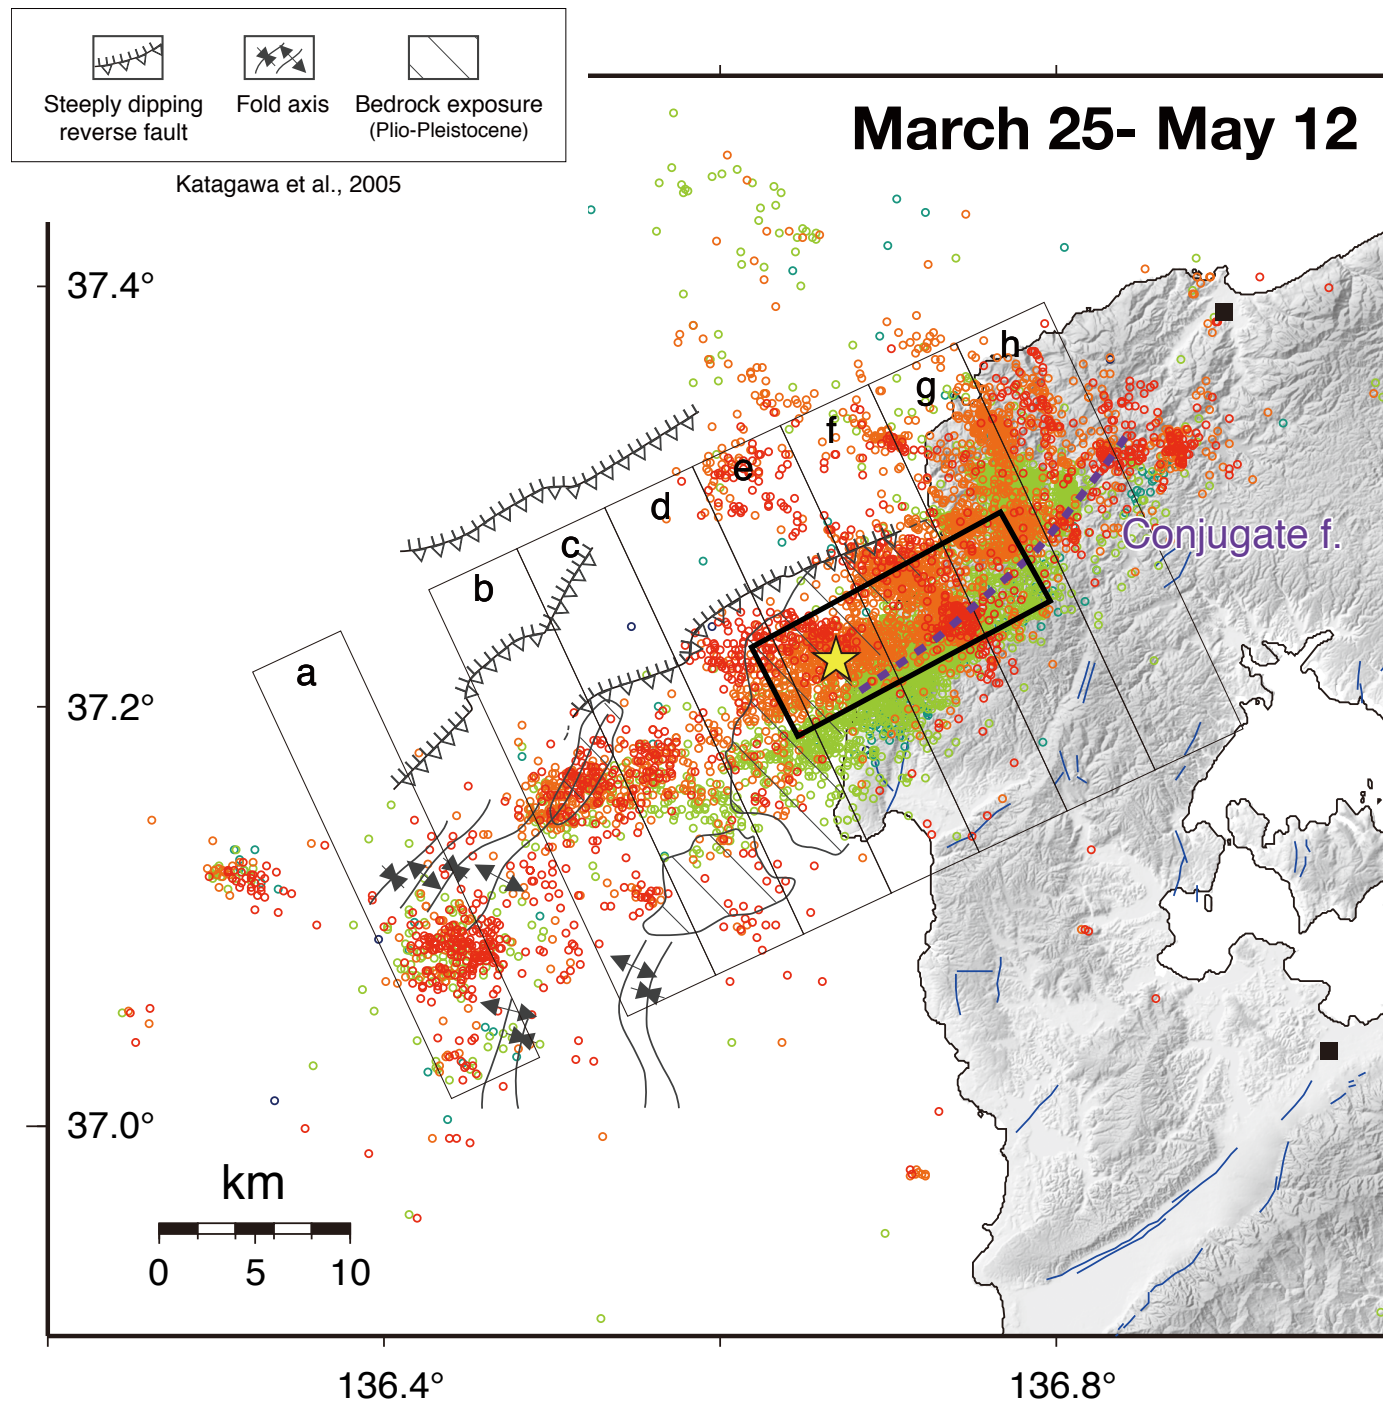 Steeply dipping
reverse fault
Fold axis
Bedrock exposure
(Plio-Pleistocene)
Katagawa et al., 2005
March 25- May 12
37.4°
37.2°
37.0°
h
g
f
e
d
c
b
a
Conjugate f.
km
0 5 10
136.4° 136.8°